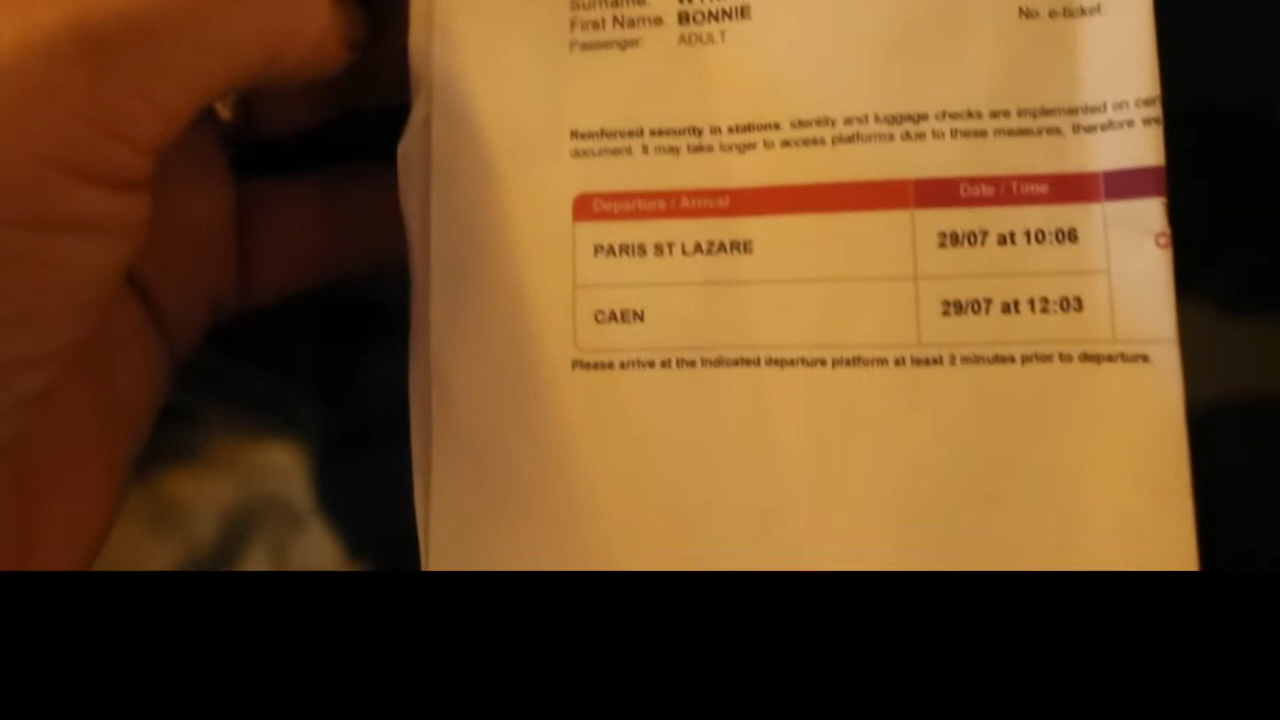 Surname:
First Name BONNIE
No. e-ticket
Passenger ADULT
Reinforced security in stations: identity and luggage checks are implemented on
document. It may take longer to access platforms due to these measures, therefore we
Departure / Arrival Date / Time
PARIS ST LAZARE 29/07 at 10:06
CAEN 29/07 at 12:03
Please arrive at the indicated departure platform at least 2 minutes prior to departure.